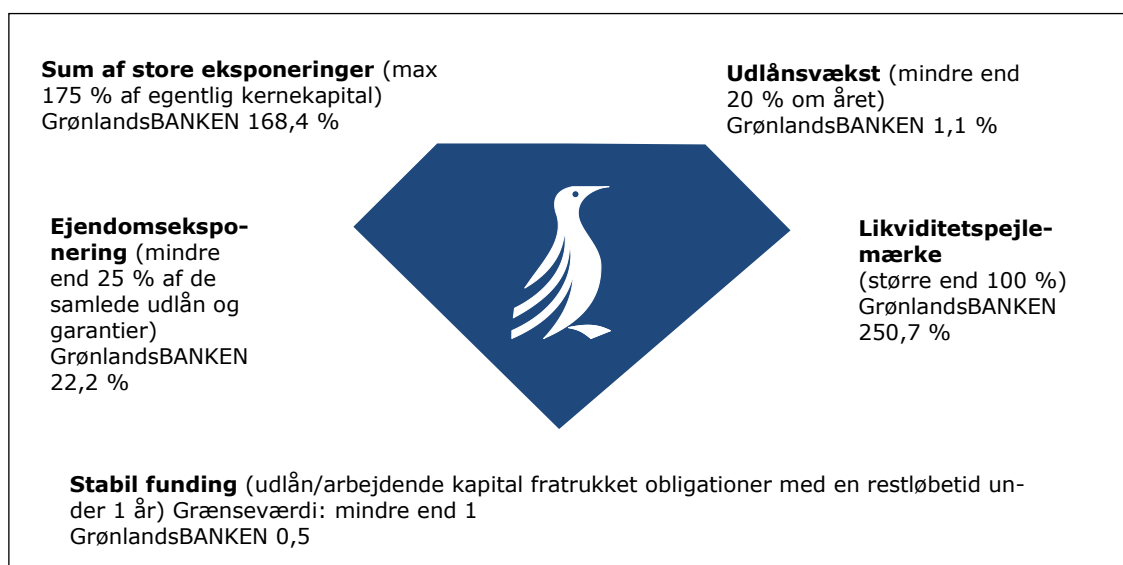 Sum af store eksponeringer (max
175 % af egentlig kernekapital)
GrønlandsBANKEN 168,4 %
Udlånsvækst (mindre end
20 % om året)
GrønlandsBANKEN 1,1 %
Ejendomsekspo-
nering (mindre
end 25 % af de
samlede udlån og
garantier)
GrønlandsBANKEN
22,2 %
Likviditetspejle-
mærke
(større end 100 %)
GrønlandsBANKEN
250,7 %
Stabil funding (udlån/arbejdende kapital fratrukket obligationer med en restløbetid un-
der 1 år) Grænseværdi: mindre end 1
GrønlandsBANKEN 0,5